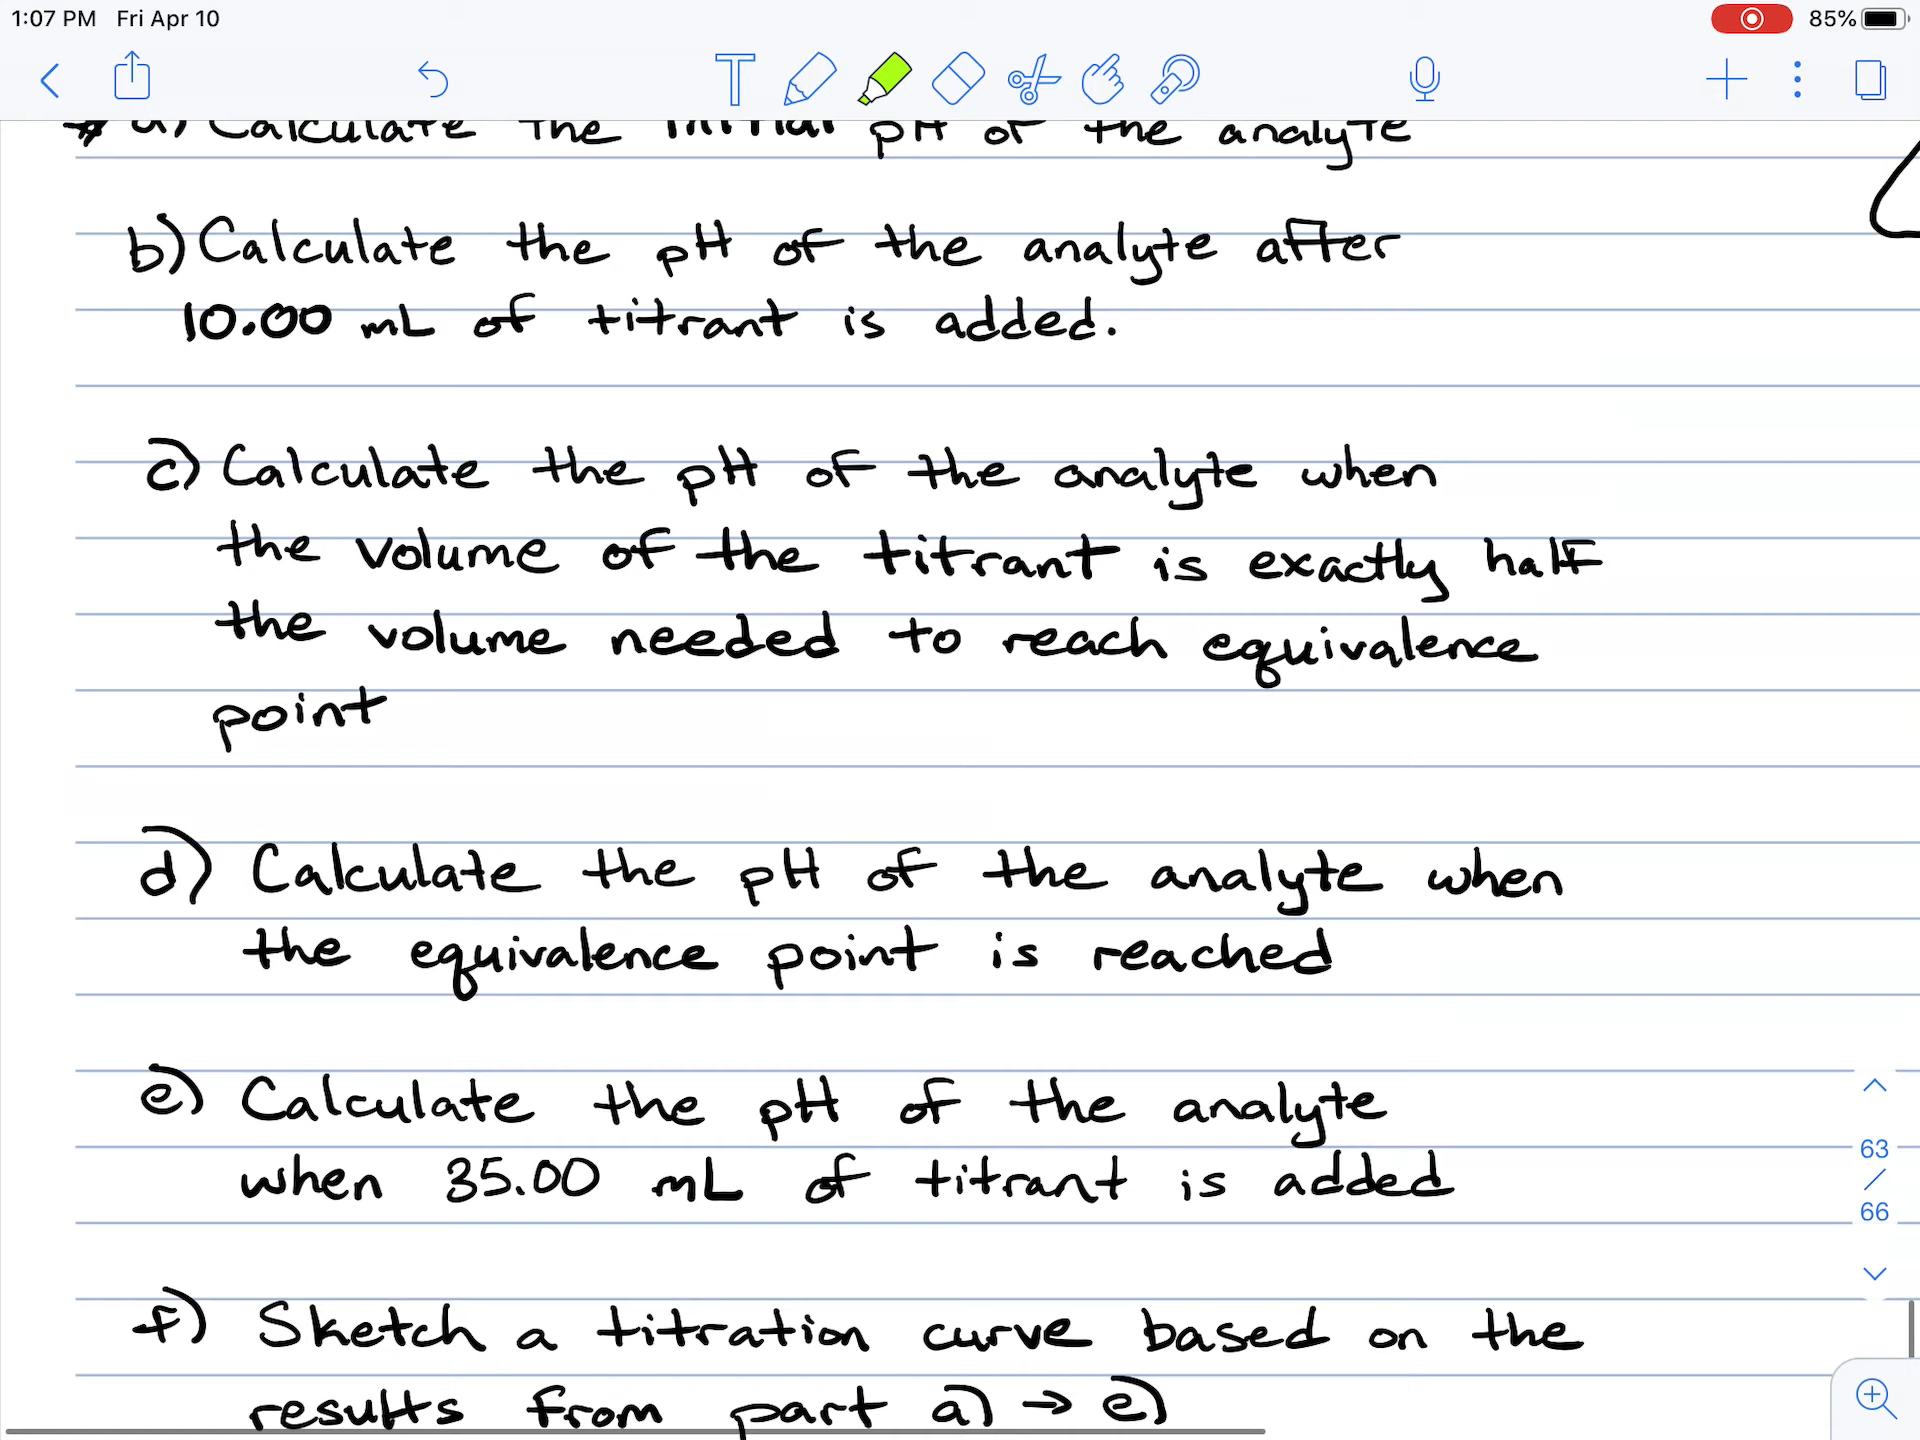 1:07 PM Fri Apr 10
85%
T
a) Calculate the initial pH of the analyte
b) Calculate the pH of the analyte after
10.00 mL of titrant is added.
c) Calculate the pH of the analyte when
the volume of the titrant is exactly half
the volume needed to reach equivalence
point
d) Calculate the pH of the analyte when
the equivalence point is reached
e) Calculate the pH of the analyte
when 35.00 mL of titrant is added
63
/
66
f) Sketch a titration curve based on the
results from part a) → e)